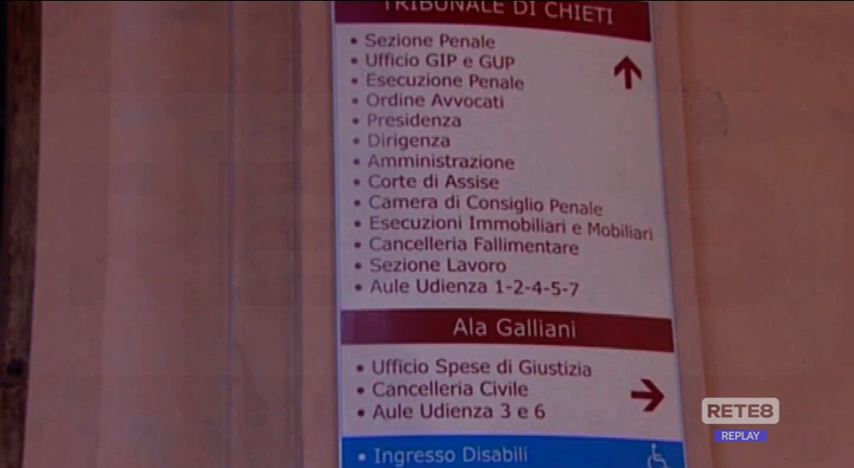 TRIBUNALE DI CHIETI
• Sezione Penale
• Ufficio GIP e GUP
• Esecuzione Penale
• Ordine Avvocati
• Presidenza
• Dirigenza
• Amministrazione
• Corte di Assise
• Camera di Consiglio Penale
• Esecuzioni Immobiliari e Mobiliari
• Cancelleria Fallimentare
• Sezione Lavoro
• Aule Udienza 1-2-4-5-7
Ala Galliani
• Ufficio Spese di Giustizia
• Cancelleria Civile
• Aule Udienza 3 e 6
• Ingresso Disabili
RETE8
REPLAY